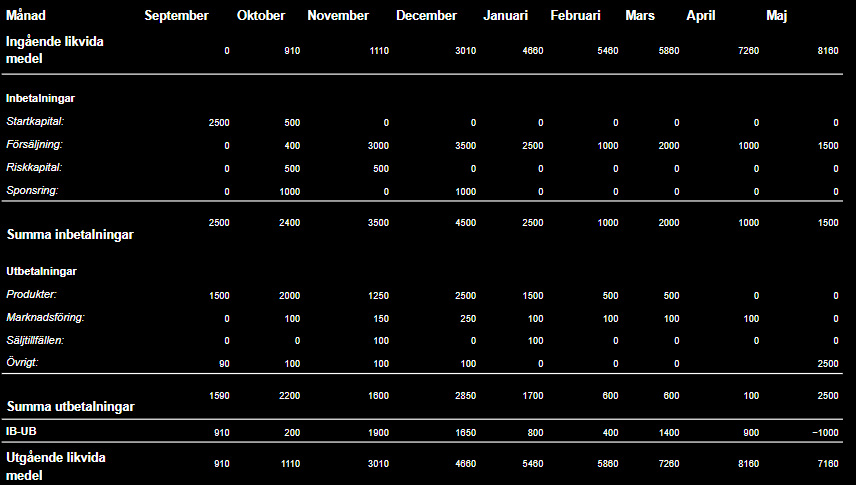 Månad September Oktober November December Januari Februari Mars April Maj
Ingående likvida
medel 0 910 1110 3010 4660 5460 5860 7260 8160
Inbetalningar
Startkapital: 2500 500 0 0 0 0 0 0 0
Försäljning: 0 400 3000 3500 2500 1000 2000 1000 1500
Riskkapital: 0 500 500 0 0 0 0 0 0
Sponsring: 0 1000 0 1000 0 0 0 0 0
Summa inbetalningar 2500 2400 3500 4500 2500 1000 2000 1000 1500
Utbetalningar
Produkter: 1500 2000 1250 2500 1500 500 500 0 0
Marknadsföring: 0 100 150 250 100 100 100 100 0
Säljtillfällen: 0 0 100 0 100 0 0 0 0
Övrigt: 90 100 100 100 0 0 0 2500
Summa utbetalningar 1590 2200 1600 2850 1700 600 600 100 2500
IB-UB 910 200 1900 1650 800 400 1400 900 −1000
Utgående likvida
medel 910 1110 3010 4660 5460 5860 7260 8160 7160